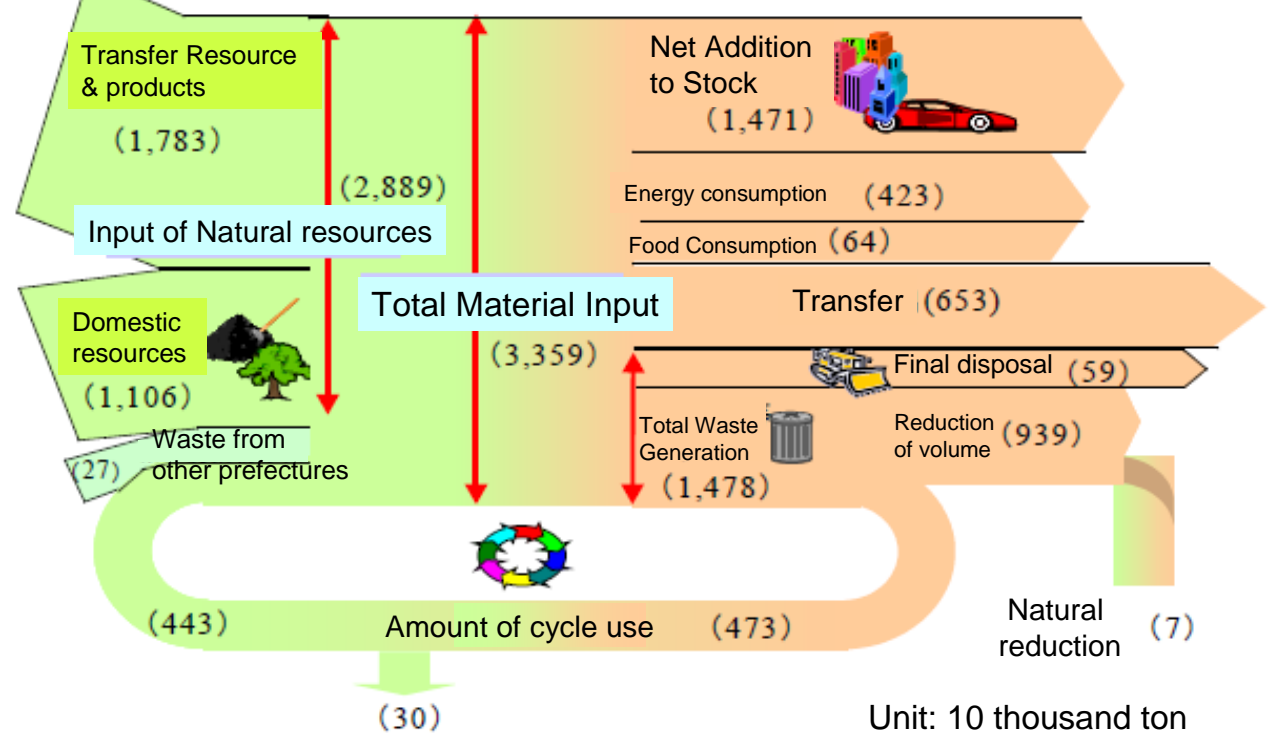 Transfer Resource
& products
(1,783)
(2,889)
Input of Natural resources
Domestic
resources
(1,106)
Waste from
other prefectures
(27)
Total Material Input
(3,359)
Net Addition
to Stock
(1,471)
Energy consumption (423)
Food Consumption (64)
Transfer (653)
Final disposal (59)
Total Waste
Generation
(1,478)
Reduction
of volume (939)
(443)
Amount of cycle use
(473)
(30)
Natural
reduction
(7)
Unit: 10 thousand ton